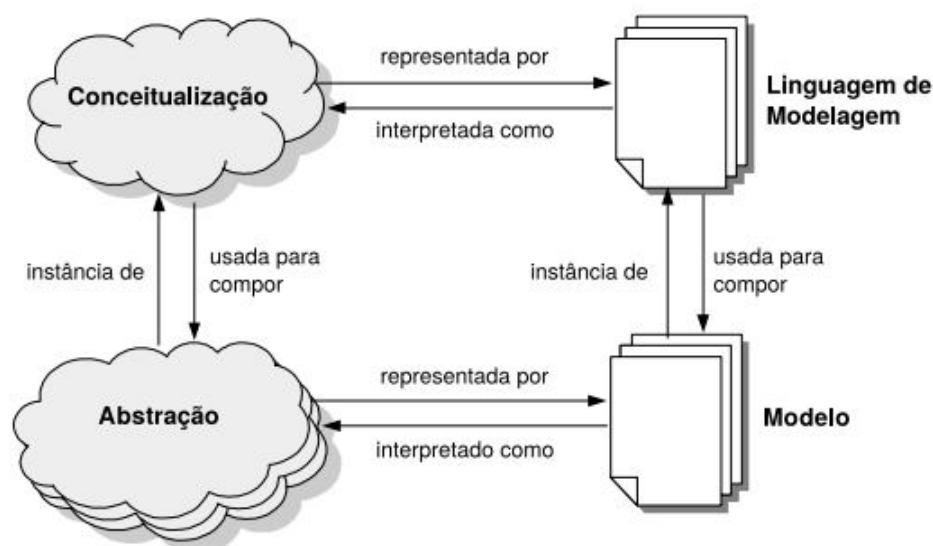 representada por
Conceitualização
Linguagem de
Modelagem
interpretada como
instância de
usada para
compor
instância de
usada para
compor
representada por
Abstração
Modelo
interpretado como